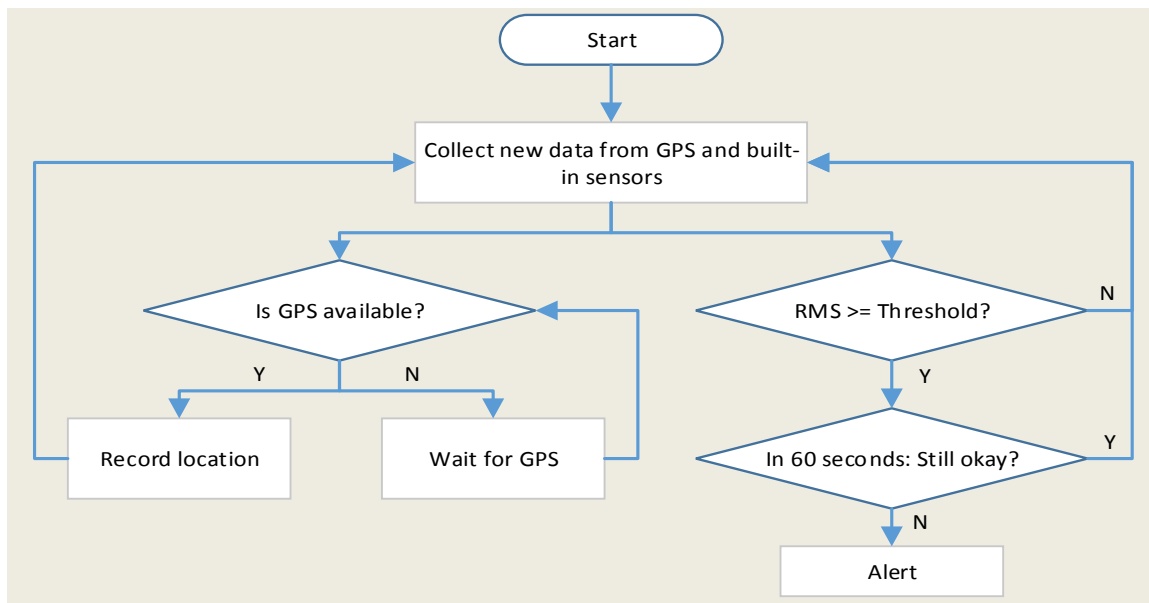 Start
Collect new data from GPS and built-
in sensors
Is GPS available?
RMS >= Threshold?
N
Y
N
Y
Record location
Wait for GPS
In 60 seconds: Still okay?
Y
N
Alert